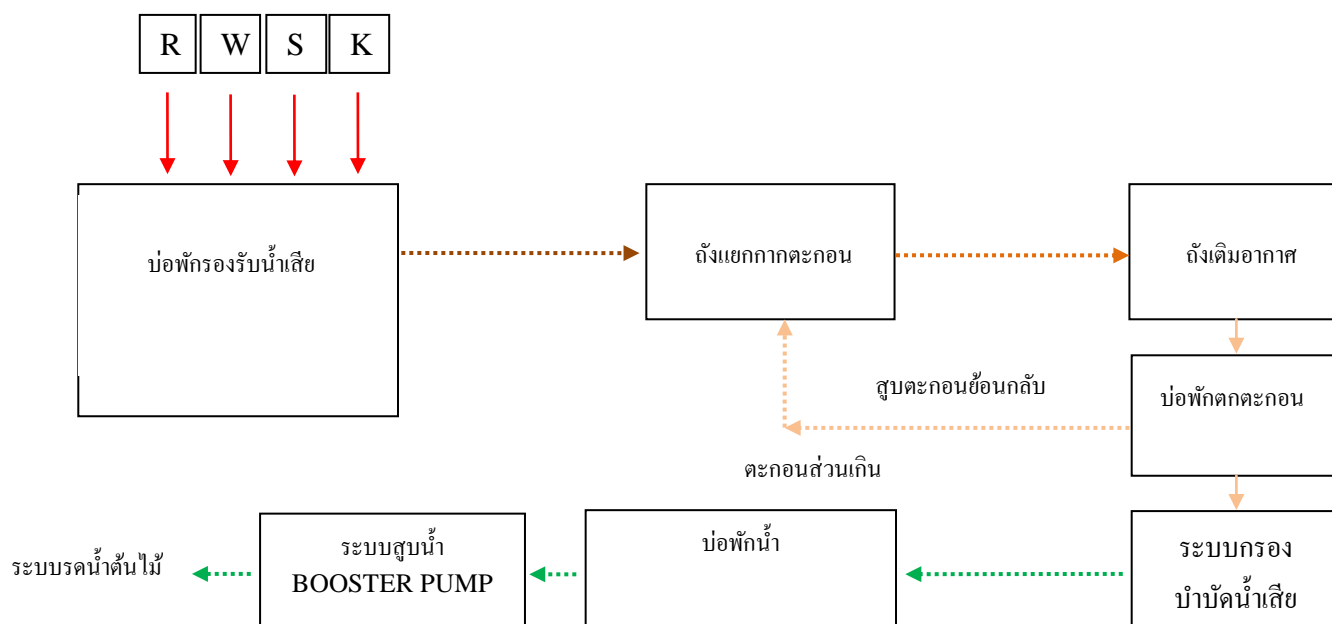 R W S K
บ่อพักรองรับน้ำเสีย
ถังแยกกากตะกอน
ถังเติมอากาศ
สูบตะกอนย้อนกลับ
บ่อพักตกตะกอน
ตะกอนส่วนเกิน
ระบบกรอง
บำบัดน้ำเสีย
บ่อพักน้ำ
ระบบสูบน้ำ
BOOSTER PUMP
ระบบรดน้ำต้นไม้